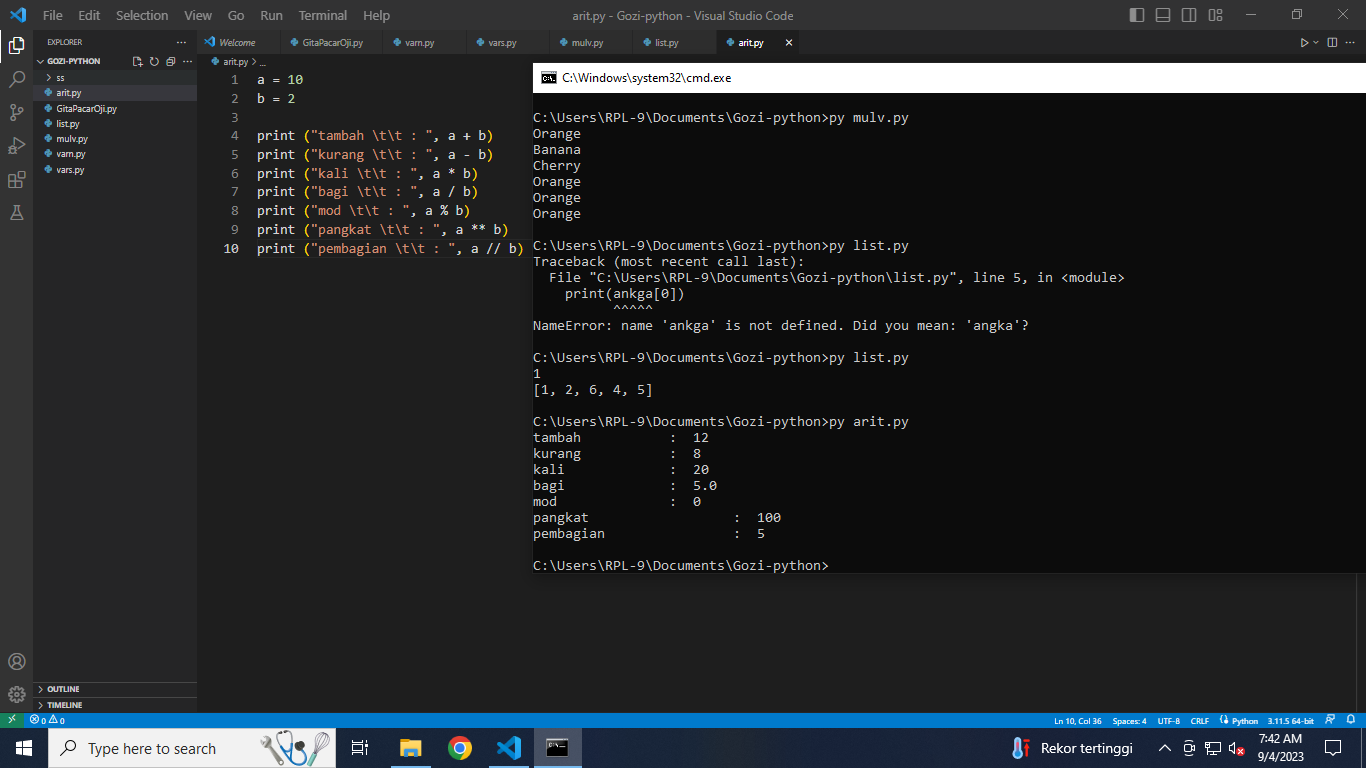 File Edit Selection View Go Run Terminal Help arit.py - Gozi-python - Visual Studio Code
EXPLORER
Welcome GitaPacarOji.py vam.py vars.py mulv.py list.py arit.py
GOZI-PYTHON
arit.py > ...
ss
arit.py
GitaPacarOji.py
list.py
mulv.py
vam.py
vars.py
1 a = 10
2 b = 2
3
4 print ("tambah \t\t : ", a + b)
5 print ("kurang \t\t : ", a - b)
6 print ("kali \t\t : ", a * b)
7 print ("bagi \t\t : ", a / b)
8 print ("mod \t\t : ", a % b)
9 print ("pangkat \t\t : ", a ** b)
10 print ("pembagian \t\t : ", a // b)
C:\Windows\system32\cmd.exe
C:\Users\RPL-9\Documents\Gozi-python>py mulv.py
Orange
Banana
Cherry
Orange
Orange
Orange
C:\Users\RPL-9\Documents\Gozi-python>py list.py
Traceback (most recent call last):
File "C:\Users\RPL-9\Documents\Gozi-python\list.py", line 5, in <module>
print(ankga[0])
^^^^^
NameError: name 'ankga' is not defined. Did you mean: 'angka'?
C:\Users\RPL-9\Documents\Gozi-python>py list.py
1
[1, 2, 6, 4, 5]
C:\Users\RPL-9\Documents\Gozi-python>py arit.py
tambah : 12
kurang : 8
kali : 20
bagi : 5.0
mod : 0
pangkat : 100
pembagian : 5
C:\Users\RPL-9\Documents\Gozi-python>
OUTLINE
TIMELINE
0 0 Ln 10, Col 36 Spaces: 4 UTF-8 CRLF Python 3.11.5 64-bit
Type here to search Rekor tertinggi 7:42 AM
9/4/2023